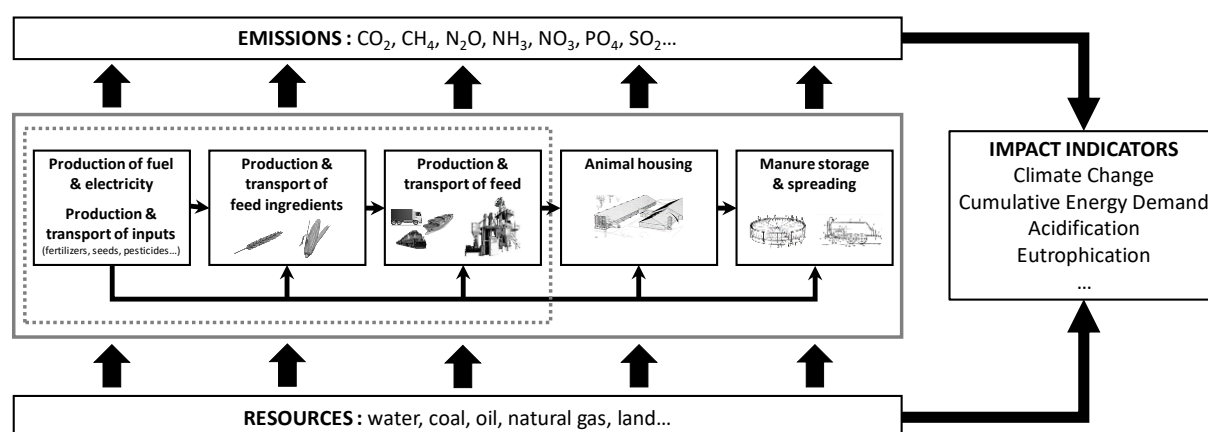 EMISSIONS : CO₂, CH₄, N₂O, NH₃, NO₃, PO₄, SO₂...
Production of fuel
& electricity
Production &
transport of inputs
(fertilizers, seeds, pesticides...)
Production &
transport of
feed ingredients
Production &
transport of feed
Animal housing
Manure storage
& spreading
IMPACT INDICATORS
Climate Change
Cumulative Energy Demand
Acidification
Eutrophication
...
RESOURCES : water, coal, oil, natural gas, land...